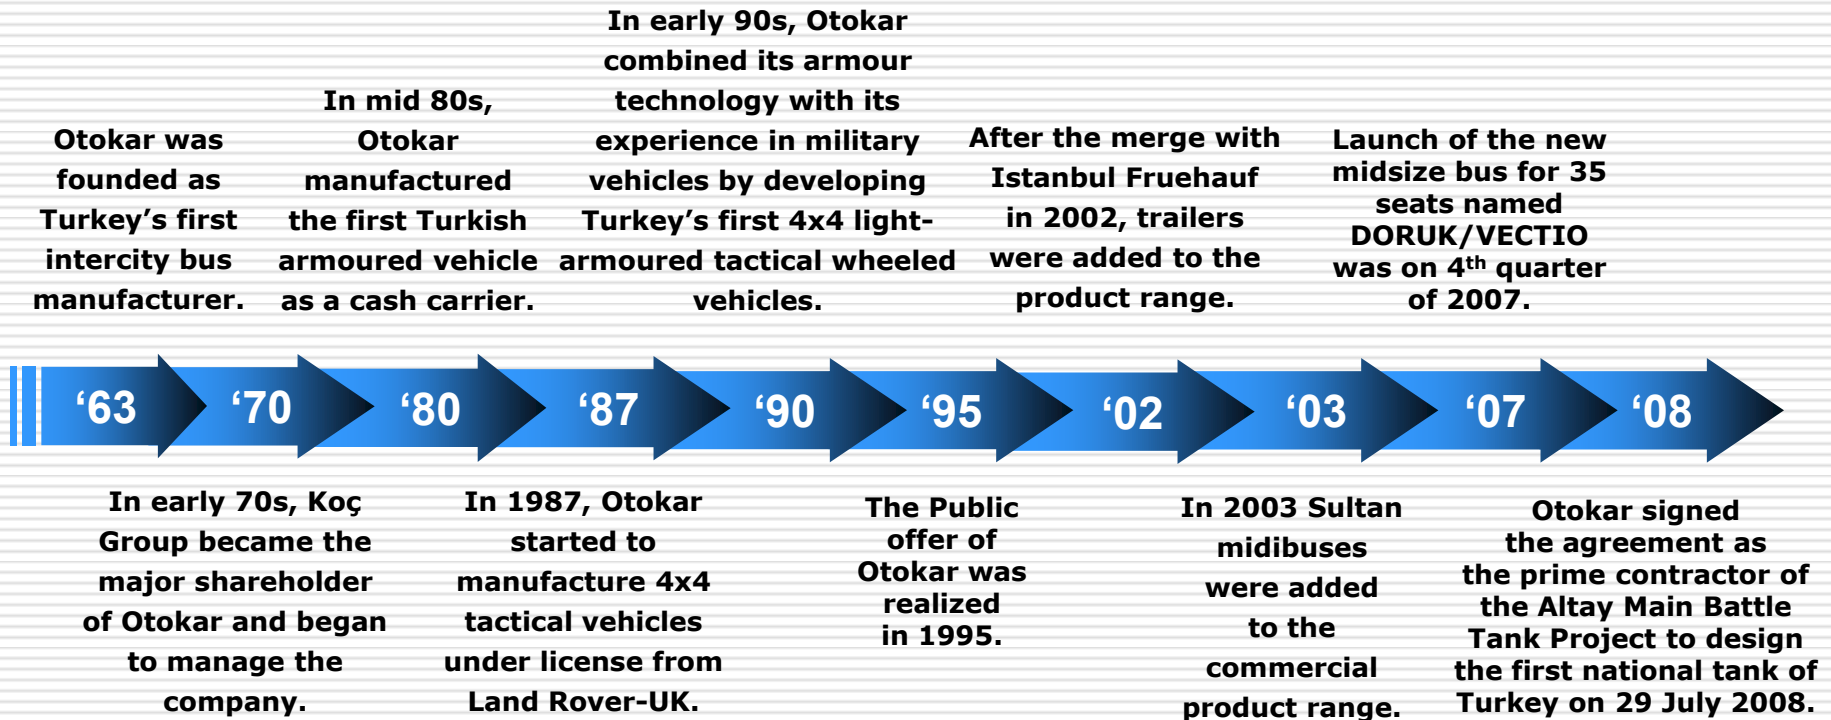 Otokar was
founded as
Turkey’s first
intercity bus
manufacturer.
In mid 80s,
Otokar
manufactured
the first Turkish
armoured vehicle
as a cash carrier.
In early 90s, Otokar
combined its armour
technology with its
experience in military
vehicles by developing
Turkey’s first 4x4 light-
armoured tactical wheeled
vehicles.
After the merge with
Istanbul Fruehauf
in 2002, trailers
were added to the
product range.
Launch of the new
midsize bus for 35
seats named
DORUK/VECTIO
was on 4th quarter
of 2007.
‘63 ‘70 ‘80 ‘87 ‘90 ‘95 ‘02 ‘03 ‘07 ‘08
In early 70s, Koç
Group became the
major shareholder
of Otokar and began
to manage the
company.
In 1987, Otokar
started to
manufacture 4x4
tactical vehicles
under license from
Land Rover-UK.
The Public
offer of
Otokar was
realized
in 1995.
In 2003 Sultan
midibuses
were added
to the
commercial
product range.
Otokar signed
the agreement as
the prime contractor of
the Altay Main Battle
Tank Project to design
the first national tank of
Turkey on 29 July 2008.